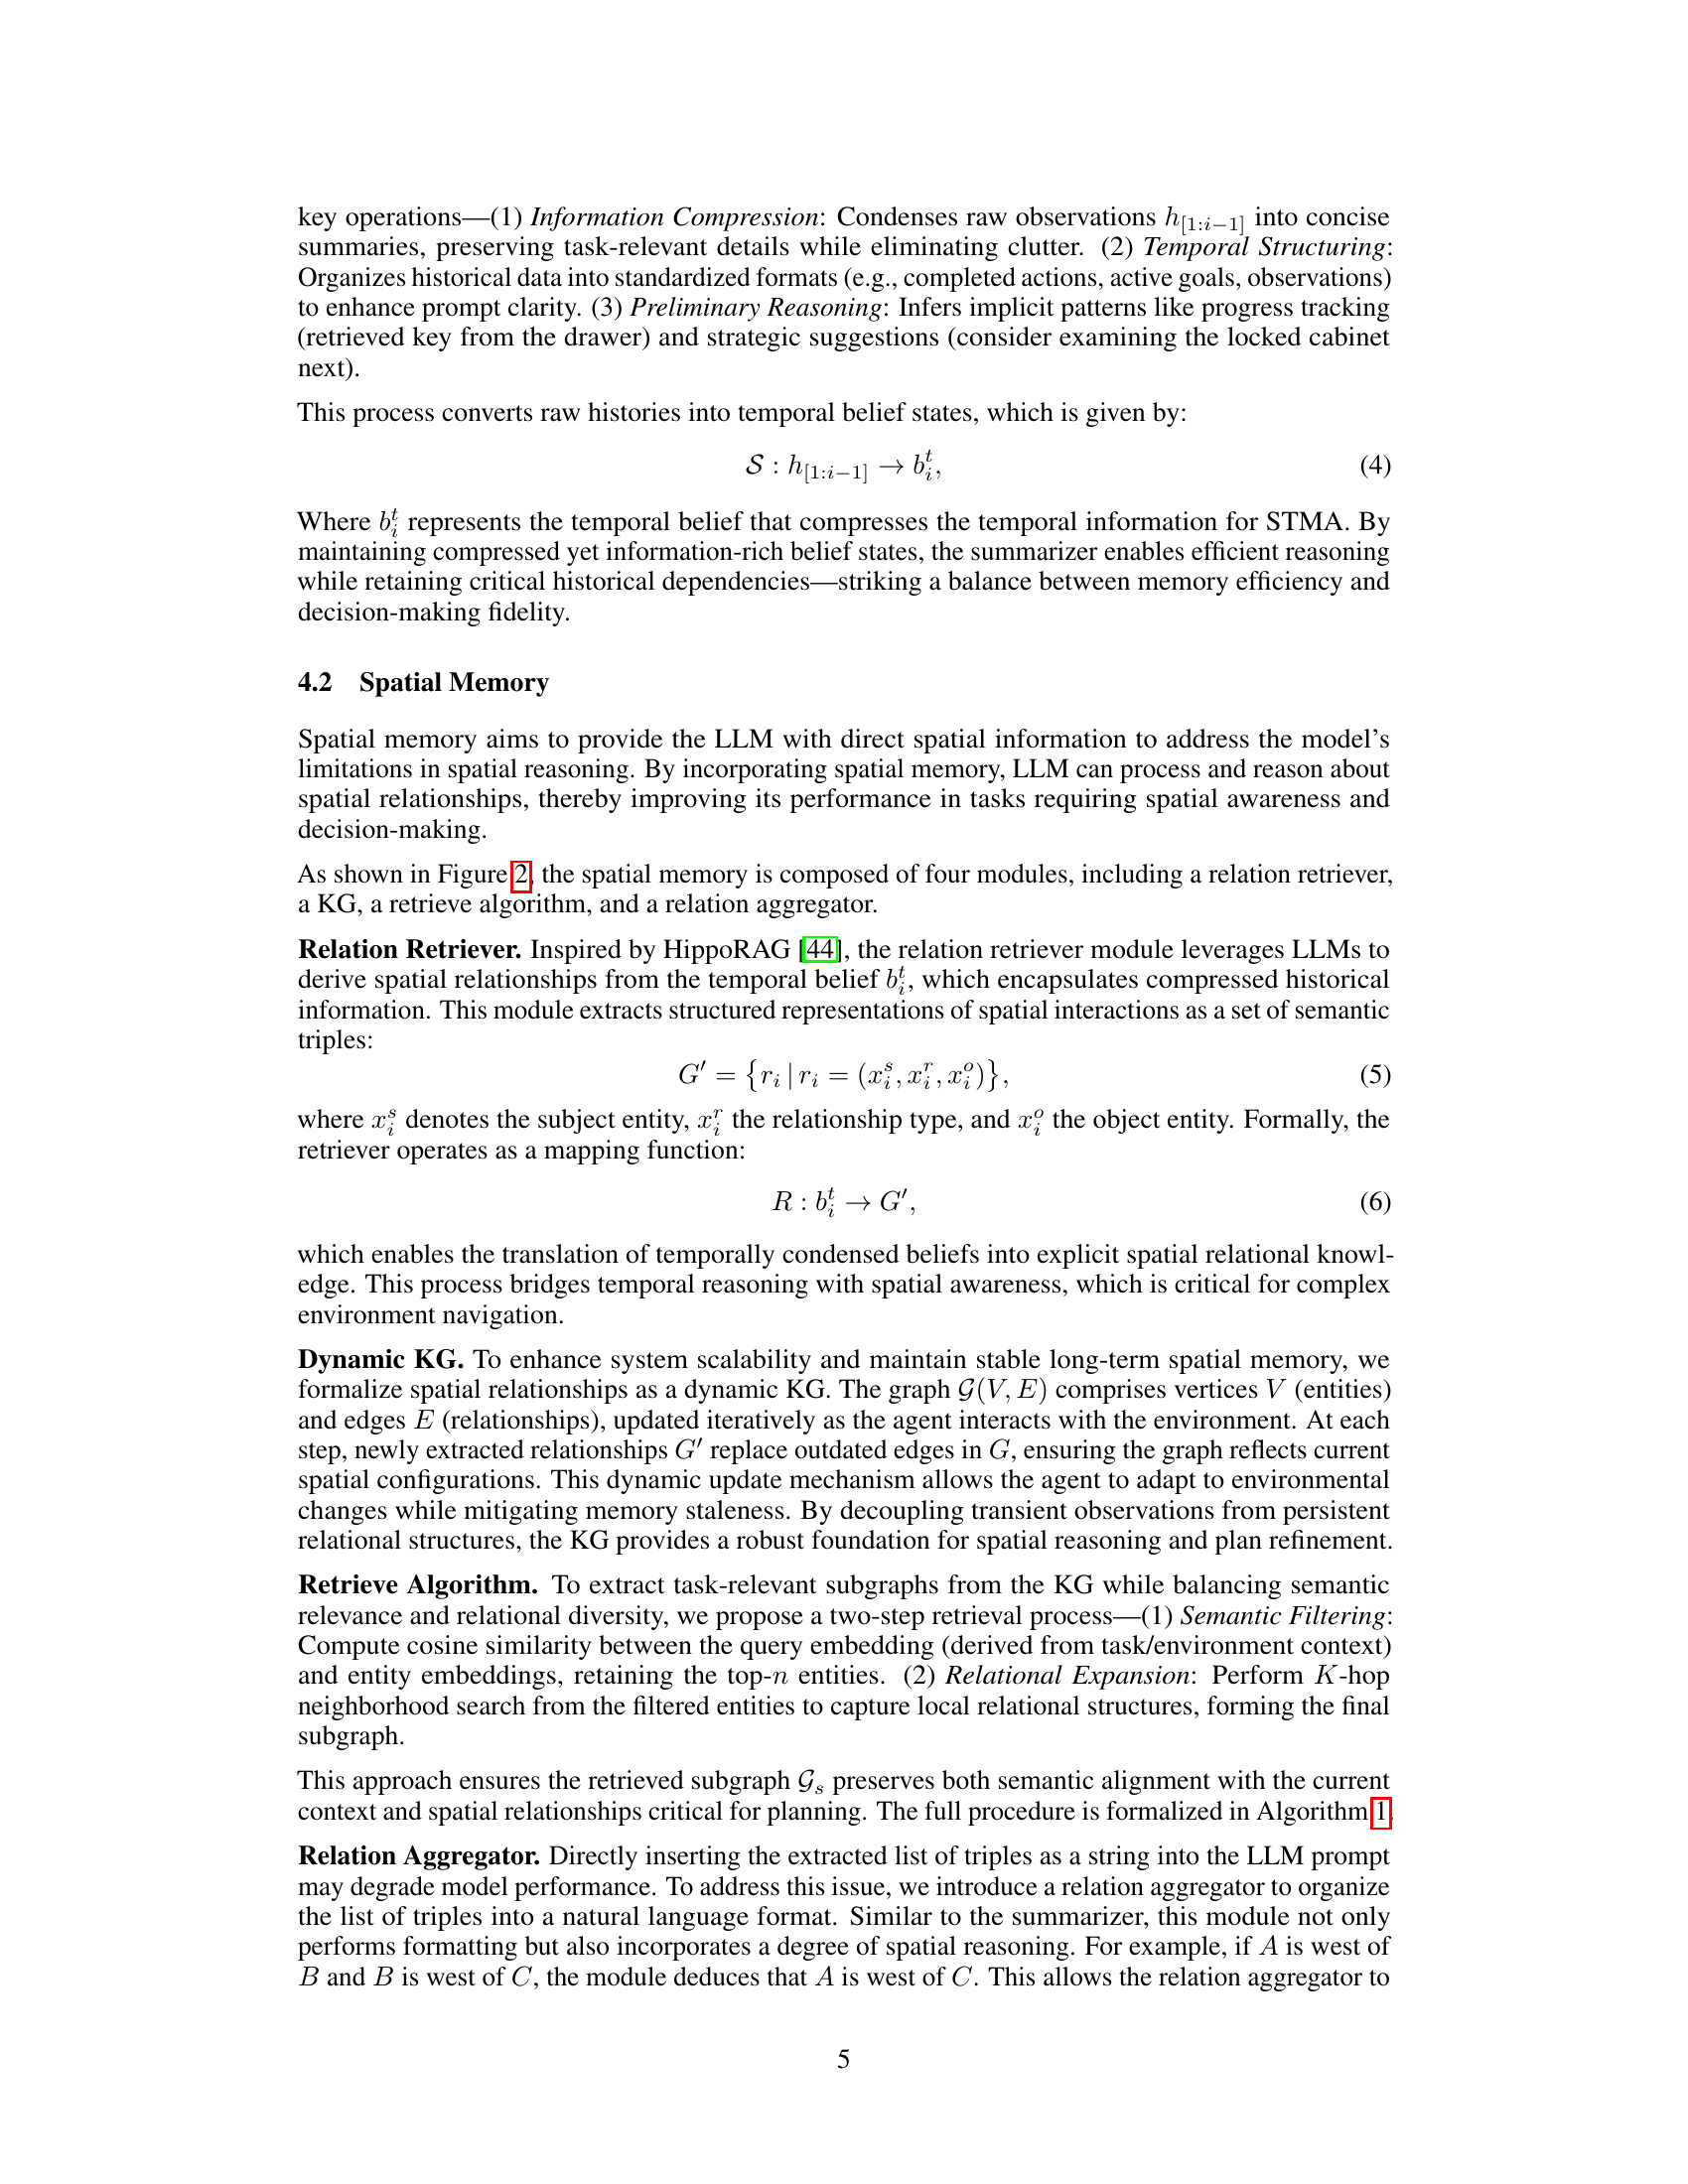 key operations—(1) Information Compression: Condenses raw observations h[1:i−1] into concise
summaries, preserving task-relevant details while eliminating clutter. (2) Temporal Structuring:
Organizes historical data into standardized formats (e.g., completed actions, active goals, observations)
to enhance prompt clarity. (3) Preliminary Reasoning: Infers implicit patterns like progress tracking
(retrieved key from the drawer) and strategic suggestions (consider examining the locked cabinet
next).
This process converts raw histories into temporal belief states, which is given by:
𝒮 : h[1:i−1] → b_i^t, (4)
Where b_i^t represents the temporal belief that compresses the temporal information for STMA. By
maintaining compressed yet information-rich belief states, the summarizer enables efficient reasoning
while retaining critical historical dependencies—striking a balance between memory efficiency and
decision-making fidelity.
4.2 Spatial Memory
Spatial memory aims to provide the LLM with direct spatial information to address the model's
limitations in spatial reasoning. By incorporating spatial memory, LLM can process and reason about
spatial relationships, thereby improving its performance in tasks requiring spatial awareness and
decision-making.
As shown in Figure 2, the spatial memory is composed of four modules, including a relation retriever,
a KG, a retrieve algorithm, and a relation aggregator.
Relation Retriever. Inspired by HippoRAG [44], the relation retriever module leverages LLMs to
derive spatial relationships from the temporal belief b_i^t, which encapsulates compressed historical
information. This module extracts structured representations of spatial interactions as a set of semantic
triples:
G′ = {r_i | r_i = (x_i^s, x_i^r, x_i^o)}, (5)
where x_i^s denotes the subject entity, x_i^r the relationship type, and x_i^o the object entity. Formally, the
retriever operates as a mapping function:
R : b_i^t → G′, (6)
which enables the translation of temporally condensed beliefs into explicit spatial relational knowl-
edge. This process bridges temporal reasoning with spatial awareness, which is critical for complex
environment navigation.
Dynamic KG. To enhance system scalability and maintain stable long-term spatial memory, we
formalize spatial relationships as a dynamic KG. The graph 𝒢(V, E) comprises vertices V (entities)
and edges E (relationships), updated iteratively as the agent interacts with the environment. At each
step, newly extracted relationships G′ replace outdated edges in G, ensuring the graph reflects current
spatial configurations. This dynamic update mechanism allows the agent to adapt to environmental
changes while mitigating memory staleness. By decoupling transient observations from persistent
relational structures, the KG provides a robust foundation for spatial reasoning and plan refinement.
Retrieve Algorithm. To extract task-relevant subgraphs from the KG while balancing semantic
relevance and relational diversity, we propose a two-step retrieval process—(1) Semantic Filtering:
Compute cosine similarity between the query embedding (derived from task/environment context)
and entity embeddings, retaining the top-n entities. (2) Relational Expansion: Perform K-hop
neighborhood search from the filtered entities to capture local relational structures, forming the final
subgraph.
This approach ensures the retrieved subgraph 𝒢_s preserves both semantic alignment with the current
context and spatial relationships critical for planning. The full procedure is formalized in Algorithm 1.
Relation Aggregator. Directly inserting the extracted list of triples as a string into the LLM prompt
may degrade model performance. To address this issue, we introduce a relation aggregator to organize
the list of triples into a natural language format. Similar to the summarizer, this module not only
performs formatting but also incorporates a degree of spatial reasoning. For example, if A is west of
B and B is west of C, the module deduces that A is west of C. This allows the relation aggregator to
5